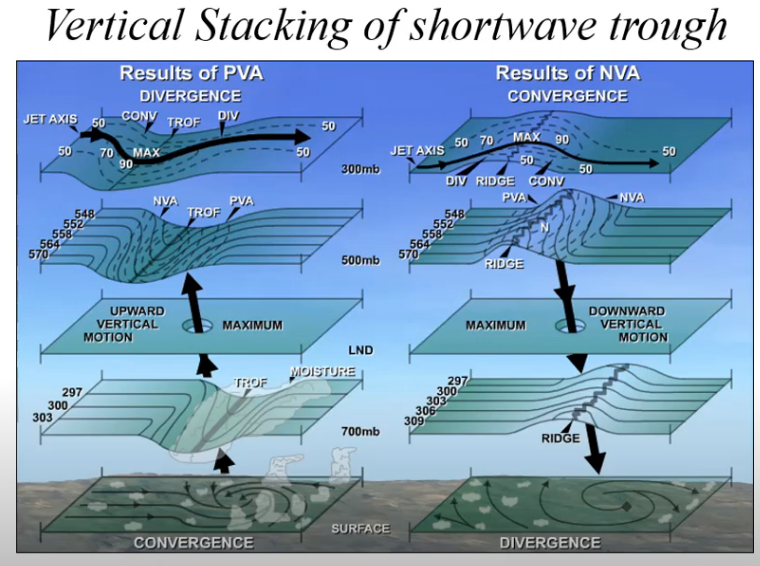 Vertical Stacking of shortwave trough
Results of PVA
DIVERGENCE
JET AXIS
50
CONV
TROF
DIV
50
50
70
MAX
90
50
300mb
NVA
TROF
PVA
548
552
558
564
570
500mb
UPWARD
VERTICAL
MOTION
MAXIMUM
LND
TROF
MOISTURE
297
300
303
700mb
SURFACE
CONVERGENCE
Results of NVA
CONVERGENCE
JET AXIS
50
70
MAX
90
50
50
50
DIV
RIDGE
CONV
PVA
NVA
548
552
558
564
570
N
RIDGE
MAXIMUM
DOWNWARD
VERTICAL
MOTION
297
300
303
306
309
RIDGE
DIVERGENCE